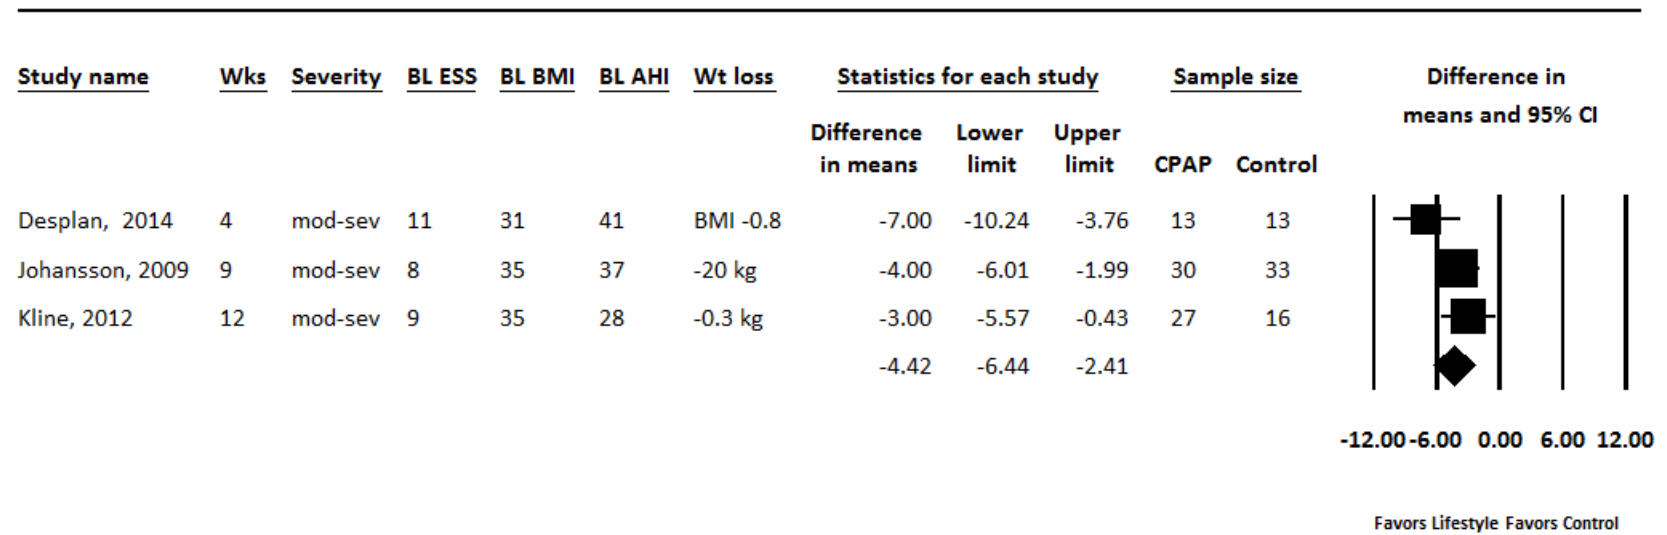 Study name Wks Severity BL ESS BL BMI BL AHI Wt loss Statistics for each study Sample size Difference in means and 95% CI
Difference in means Lower limit Upper limit CPAP Control
Desplan, 2014 4 mod-sev 11 31 41 BMI -0.8 -7.00 -10.24 -3.76 13 13
Johansson, 2009 9 mod-sev 8 35 37 -20 kg -4.00 -6.01 -1.99 30 33
Kline, 2012 12 mod-sev 9 35 28 -0.3 kg -3.00 -5.57 -0.43 27 16
-4.42 -6.44 -2.41
-12.00 -6.00 0.00 6.00 12.00
Favors Lifestyle Favors Control